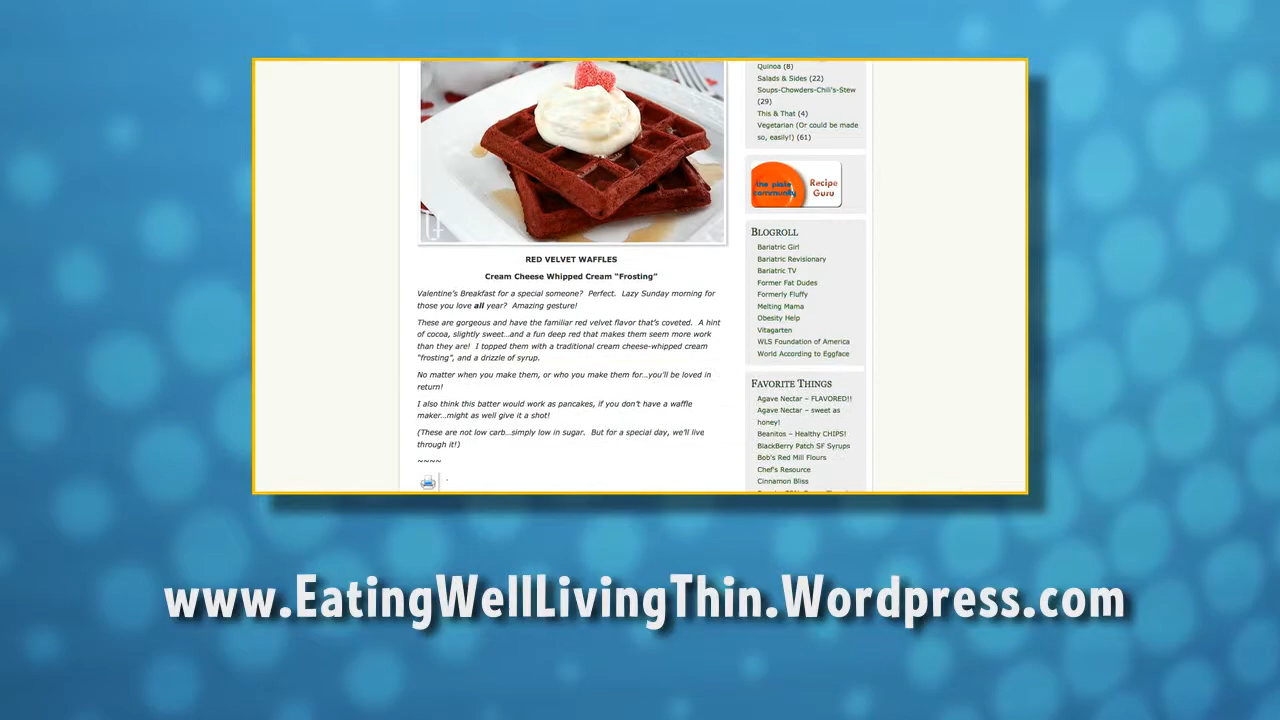 RED VELVET WAFFLES
Cream Cheese Whipped Cream “Frosting”
Valentine's Breakfast for a special someone?  Perfect.  Lazy Sunday morning for
those you love all year?  Amazing gesture!
These are gorgeous and have the familiar red velvet flavor that's coveted.  A hint
of cocoa, slightly sweet…and a fun deep red that makes them seem more work
than they are!  I topped them with a traditional cream cheese-whipped cream
“frosting”, and a drizzle of syrup.
No matter when you make them, or who you make them for…you'll be loved in
return!
I also think this batter would work as pancakes, if you don't have a waffle
maker…might as well give it a shot!
(These are not low carb…simply low in sugar.  But for a special day, we'll live
through it!)
~~~~
Quinoa (8)
Salads & Sides (22)
Soups-Chowders-Chili's-Stew
(29)
This & That (4)
Vegetarian (Or could be made
so, easily!) (61)
the plate
community
Recipe
Guru
BLOGROLL
Bariatric Girl
Bariatric Revisionary
Bariatric TV
Former Fat Dudes
Formerly Fluffy
Melting Mama
Obesity Help
Vitagarten
WLS Foundation of America
World According to Eggface
FAVORITE THINGS
Agave Nectar – FLAVORED!!
Agave Nectar – sweet as
honey!
Beanitos – Healthy CHIPS!
BlackBerry Patch SF Syrups
Bob's Red Mill Flours
Chef's Resource
Cinnamon Bliss
www.EatingWellLivingThin.Wordpress.com